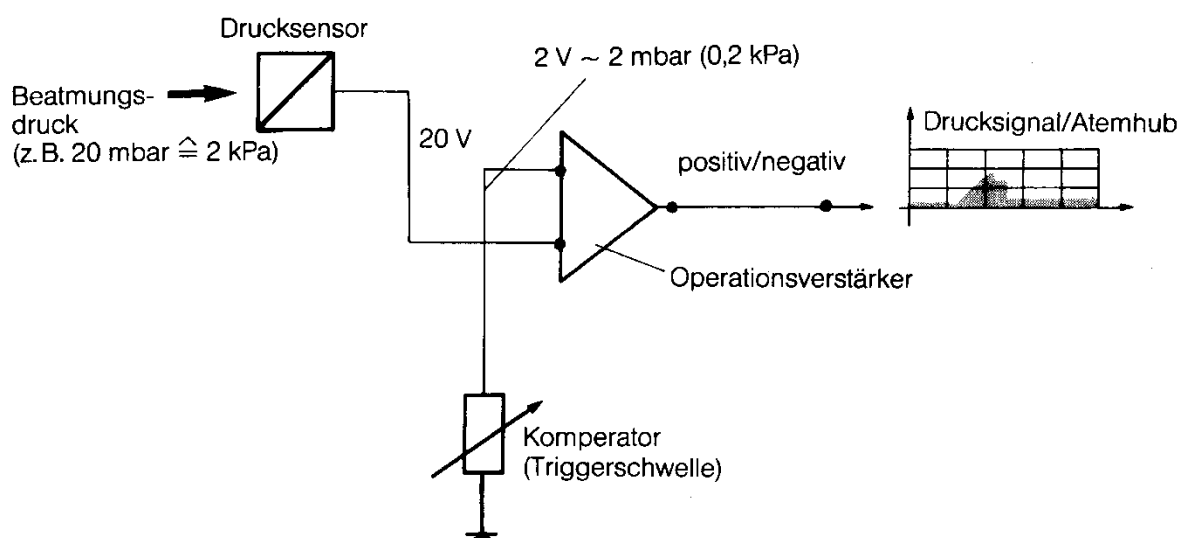 Drucksensor
2 V ~ 2 mbar (0,2 kPa)
Beatmungs-
druck
(z. B. 20 mbar ≙ 2 kPa)
20 V
positiv/negativ
Drucksignal/Atemhub
Operationsverstärker
Komperator
(Triggerschwelle)